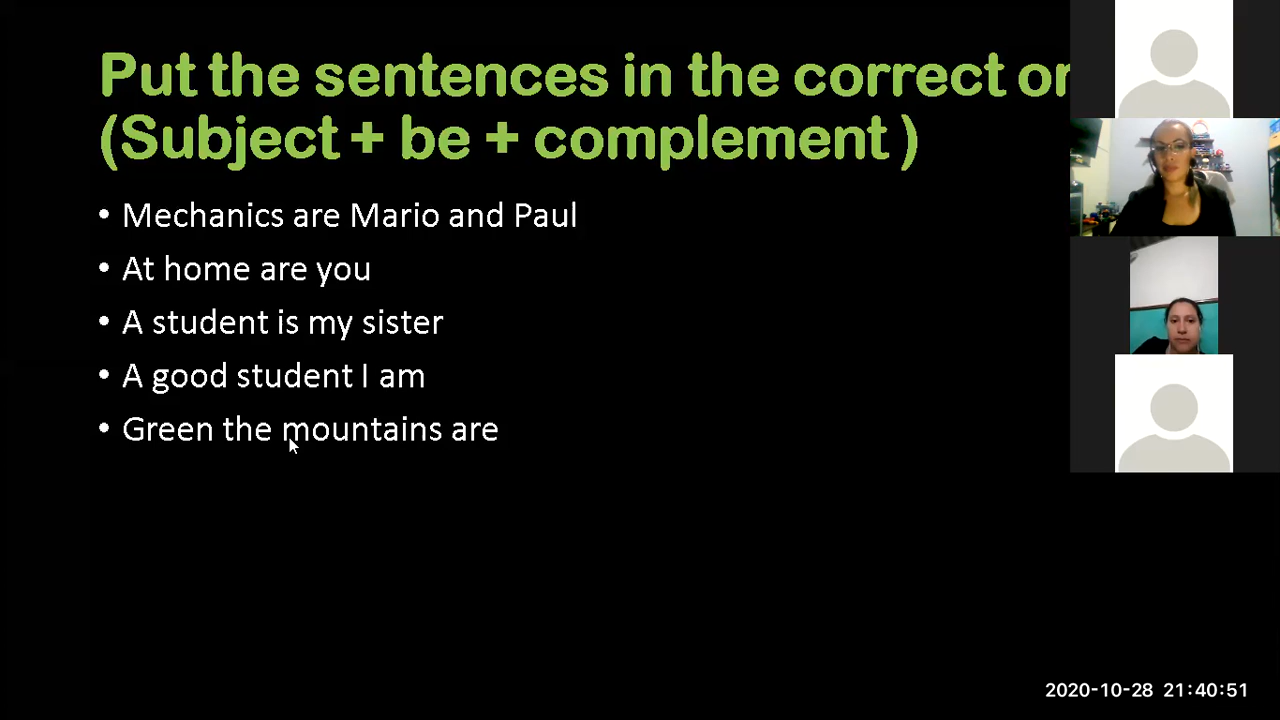 Put the sentences in the correct or
(Subject + be + complement )
• Mechanics are Mario and Paul
• At home are you
• A student is my sister
• A good student I am
• Green the mountains are
2020-10-28 21:40:51